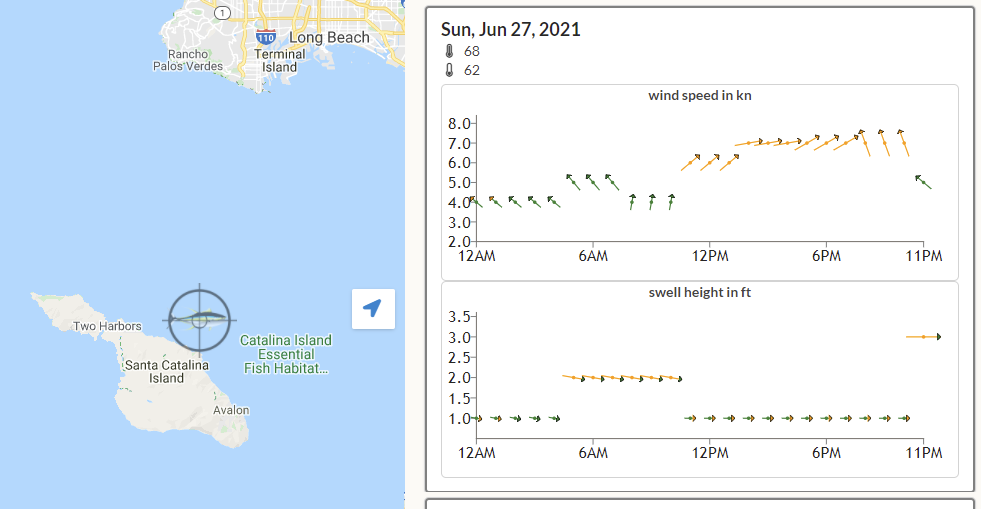 1
110
Long Beach
Rancho
Palos Verdes
Terminal
Island
Two Harbors
Catalina Island
Essential
Fish Habitat...
Santa Catalina
Island
Avalon
Sun, Jun 27, 2021
68
62
wind speed in kn
8.0
7.0
6.0
5.0
4.0
3.0
2.0
12AM 6AM 12PM 6PM 11PM
swell height in ft
3.5
3.0
2.5
2.0
1.5
1.0
12AM 6AM 12PM 6PM 11PM